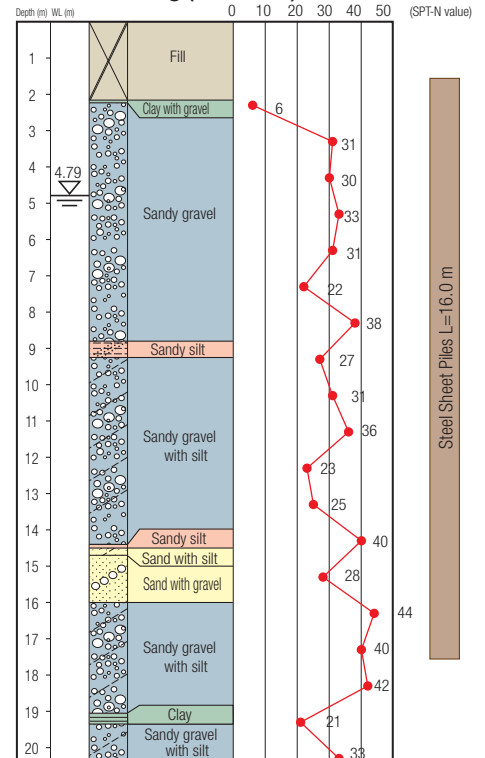 Depth (m) WL (m)
0 10 20 30 40 50 (SPT-N value)
1
Fill
2
Clay with gravel
6
3
31
4
4.79
30
5
Sandy gravel
33
6
31
7
22
8
38
9
Sandy silt
27
10
31
11
Sandy gravel
with silt
36
12
23
13
25
14
Sandy silt
40
15
Sand with silt
Sand with gravel
28
16
44
17
Sandy gravel
with silt
40
18
42
19
Clay
21
20
Sandy gravel
with silt
33
Steel Sheet Piles L=16.0 m